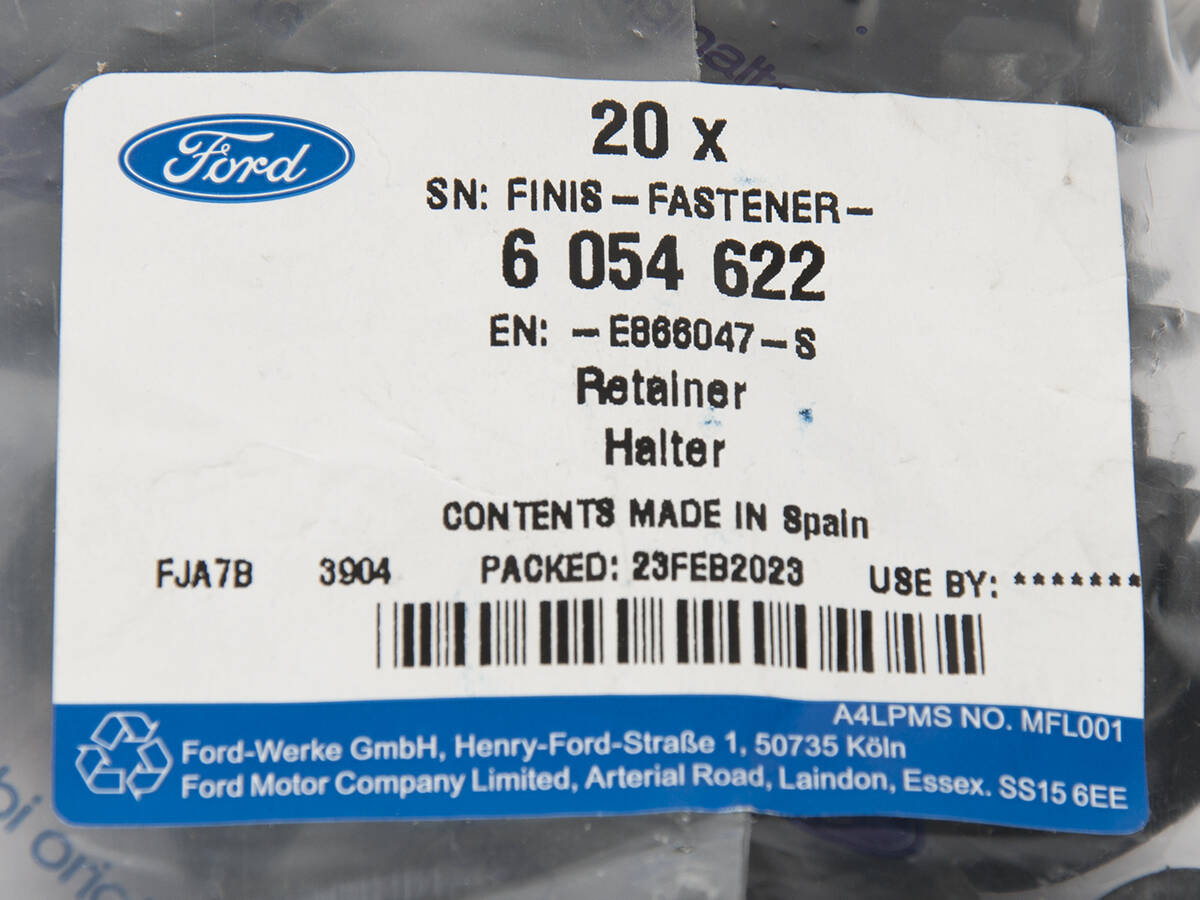 Ford
20 x
SN: FINIS-FASTENER-
6 054 622
EN: -E866047-S
Retainer
Halter
CONTENTS MADE IN Spain
FJA7B 3904 PACKED: 23FEB2023 USE BY: *******
A4LPMS NO. MFL001
Ford-Werke GmbH, Henry-Ford-Straße 1, 50735 Köln
Ford Motor Company Limited, Arterial Road, Laindon, Essex. SS15 6EE